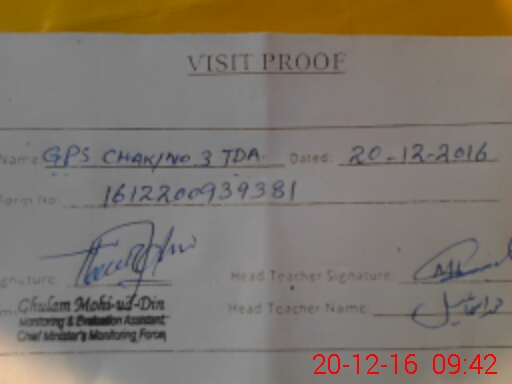 VISIT PROOF
Name GPS CHAK/NO.3 TDA. Dated: 20-12-2016
Form No. 1612200939381
gnature: Head Teacher Signature:
Ghulam Mohi-ud-Din Head Teacher Name:
Monitoring & Evaluation Assistant
Chief Minister's Monitoring Force
20-12-16 09:42